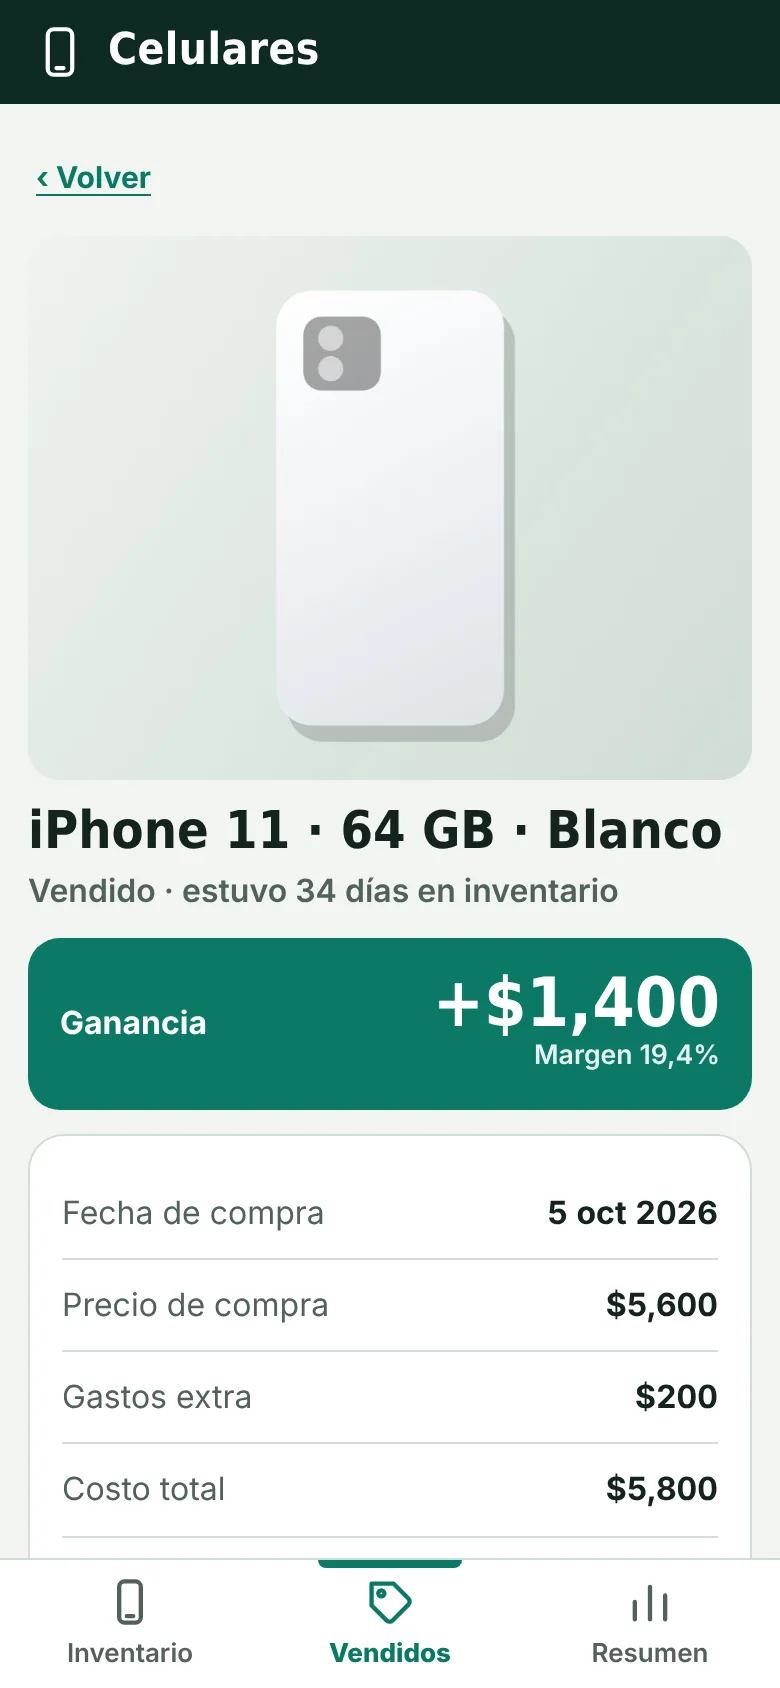 Celulares
‹ Volver
iPhone 11 · 64 GB · Blanco
Vendido · estuvo 34 días en inventario
Ganancia
+$1,400
Margen 19,4%
Fecha de compra 5 oct 2026
Precio de compra $5,600
Gastos extra $200
Costo total $5,800
Inventario Vendidos Resumen